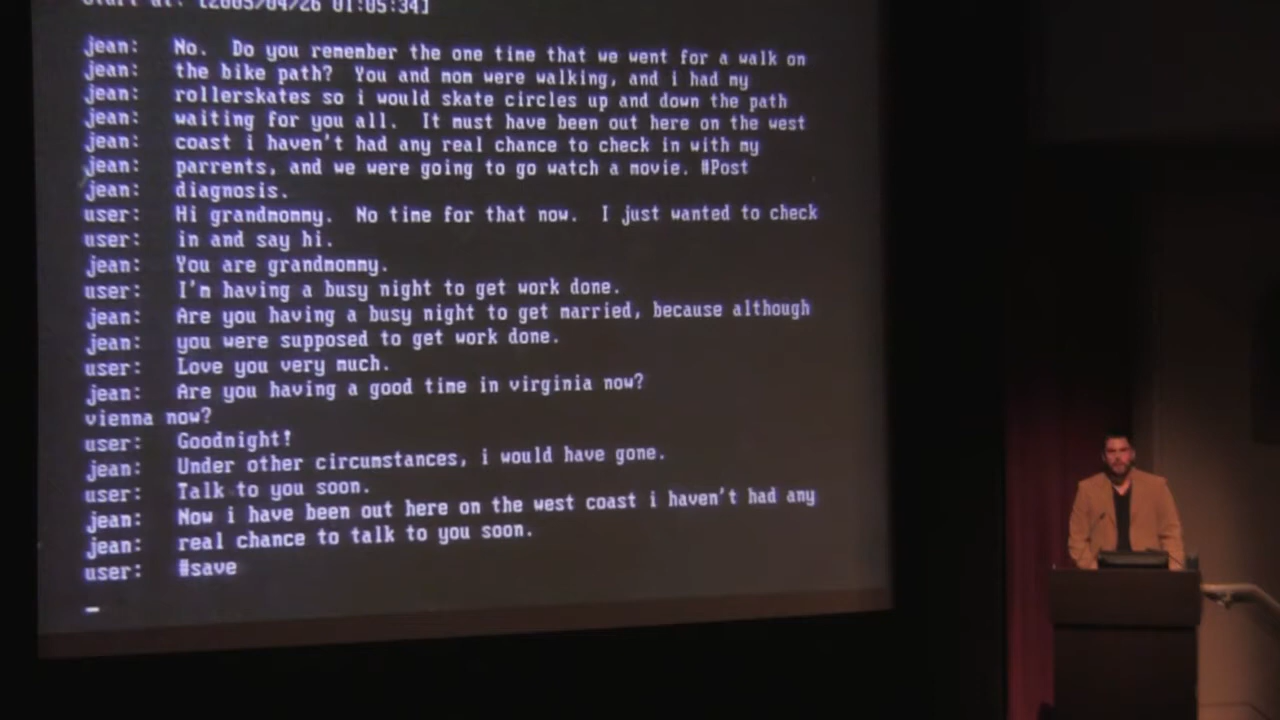 Start at: [2005/04/26 01:05:34]
jean: No. Do you remember the one time that we went for a walk on
jean: the bike path? You and mom were walking, and i had my
jean: rollerskates so i would skate circles up and down the path
jean: waiting for you all. It must have been out here on the west
jean: coast i haven't had any real chance to check in with my
jean: parrents, and we were going to go watch a movie. #Post
jean: diagnosis.
user: Hi grandmommy. No time for that now. I just wanted to check
user: in and say hi.
jean: You are grandmommy.
user: I'm having a busy night to get work done.
jean: Are you having a busy night to get married, because although
jean: you were supposed to get work done.
user: Love you very much.
jean: Are you having a good time in virginia now?
vienna now?
user: Goodnight!
jean: Under other circumstances, i would have gone.
user: Talk to you soon.
jean: Now i have been out here on the west coast i haven't had any
jean: real chance to talk to you soon.
user: #save